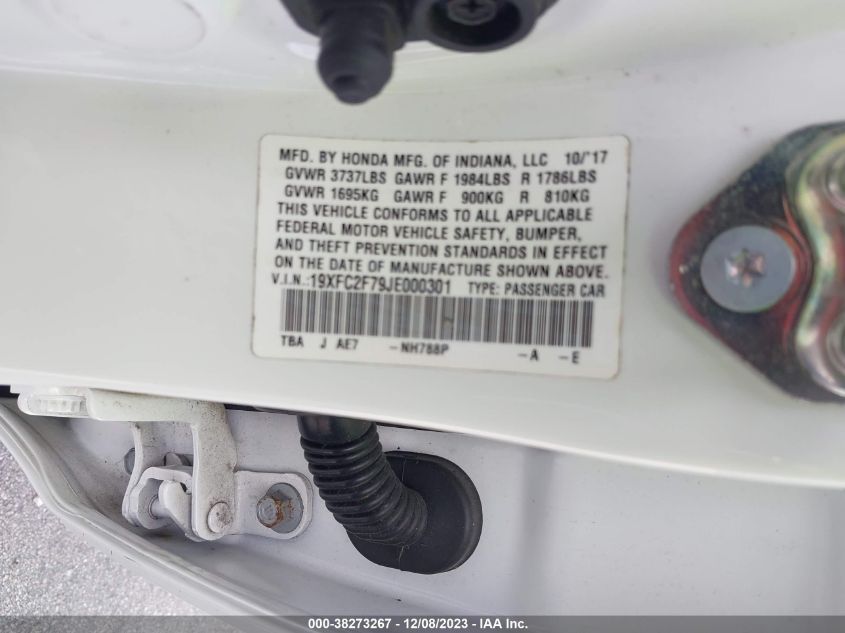 MFD. BY HONDA MFG. OF INDIANA, LLC 10/'17
GVWR 3737LBS GAWR F 1984LBS R 1786LBS
GVWR 1695KG GAWR F 900KG R 810KG
THIS VEHICLE CONFORMS TO ALL APPLICABLE
FEDERAL MOTOR VEHICLE SAFETY, BUMPER,
AND THEFT PREVENTION STANDARDS IN EFFECT
ON THE DATE OF MANUFACTURE SHOWN ABOVE.
V.I.N.:19XFC2F79JE000301 TYPE: PASSENGER CAR
TBA J AE7 -NH788P -A -E
000-38273267 - 12/08/2023 - IAA Inc.